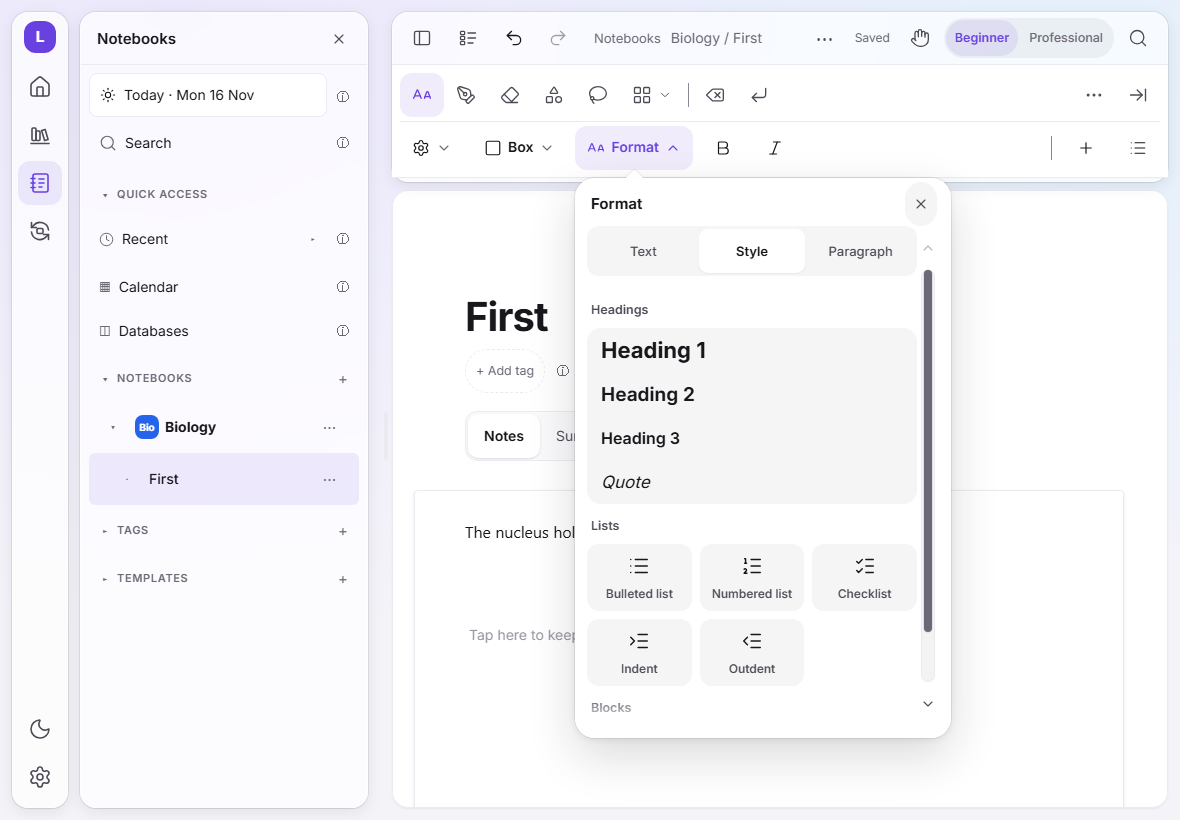 L
Notebooks
Today · Mon 16 Nov
Search
QUICK ACCESS
Recent
Calendar
Databases
NOTEBOOKS
Bio Biology
First
TAGS
TEMPLATES
Notebooks Biology / First
Saved
Beginner Professional
AA
Box
AA Format
B I
First
+ Add tag
Notes
The nucleus
Tap here to keep
Format
Text Style Paragraph
Headings
Heading 1
Heading 2
Heading 3
Quote
Lists
Bulleted list Numbered list Checklist
Indent Outdent
Blocks